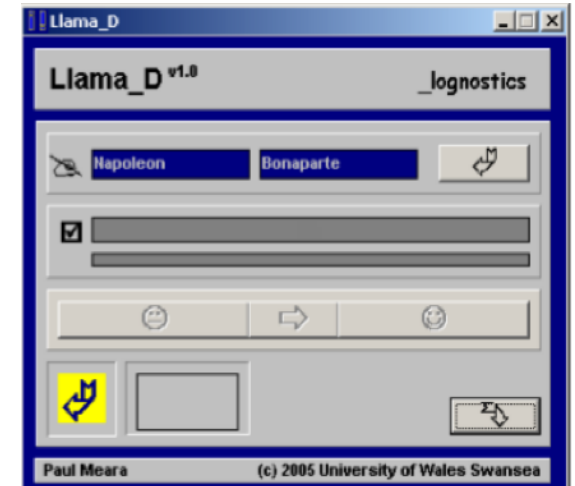 Llama_D
Llama_D v1.0
_lognostics
Napoleon Bonaparte
Σ
Paul Meara (c) 2005 University of Wales Swansea